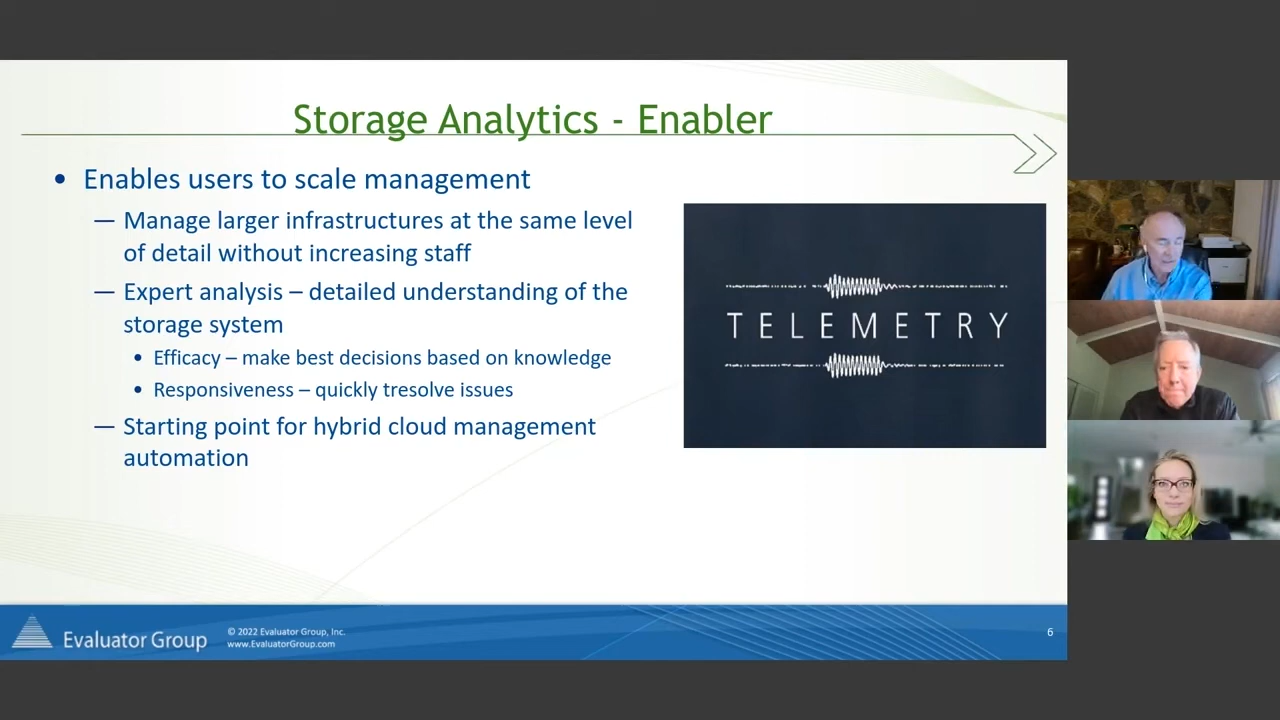 Storage Analytics - Enabler
• Enables users to scale management
— Manage larger infrastructures at the same level
of detail without increasing staff
— Expert analysis – detailed understanding of the
storage system
• Efficacy – make best decisions based on knowledge
• Responsiveness – quickly tresolve issues
— Starting point for hybrid cloud management
automation
TELEMETRY
Evaluator Group
© 2022 Evaluator Group, Inc.
www.EvaluatorGroup.com
6